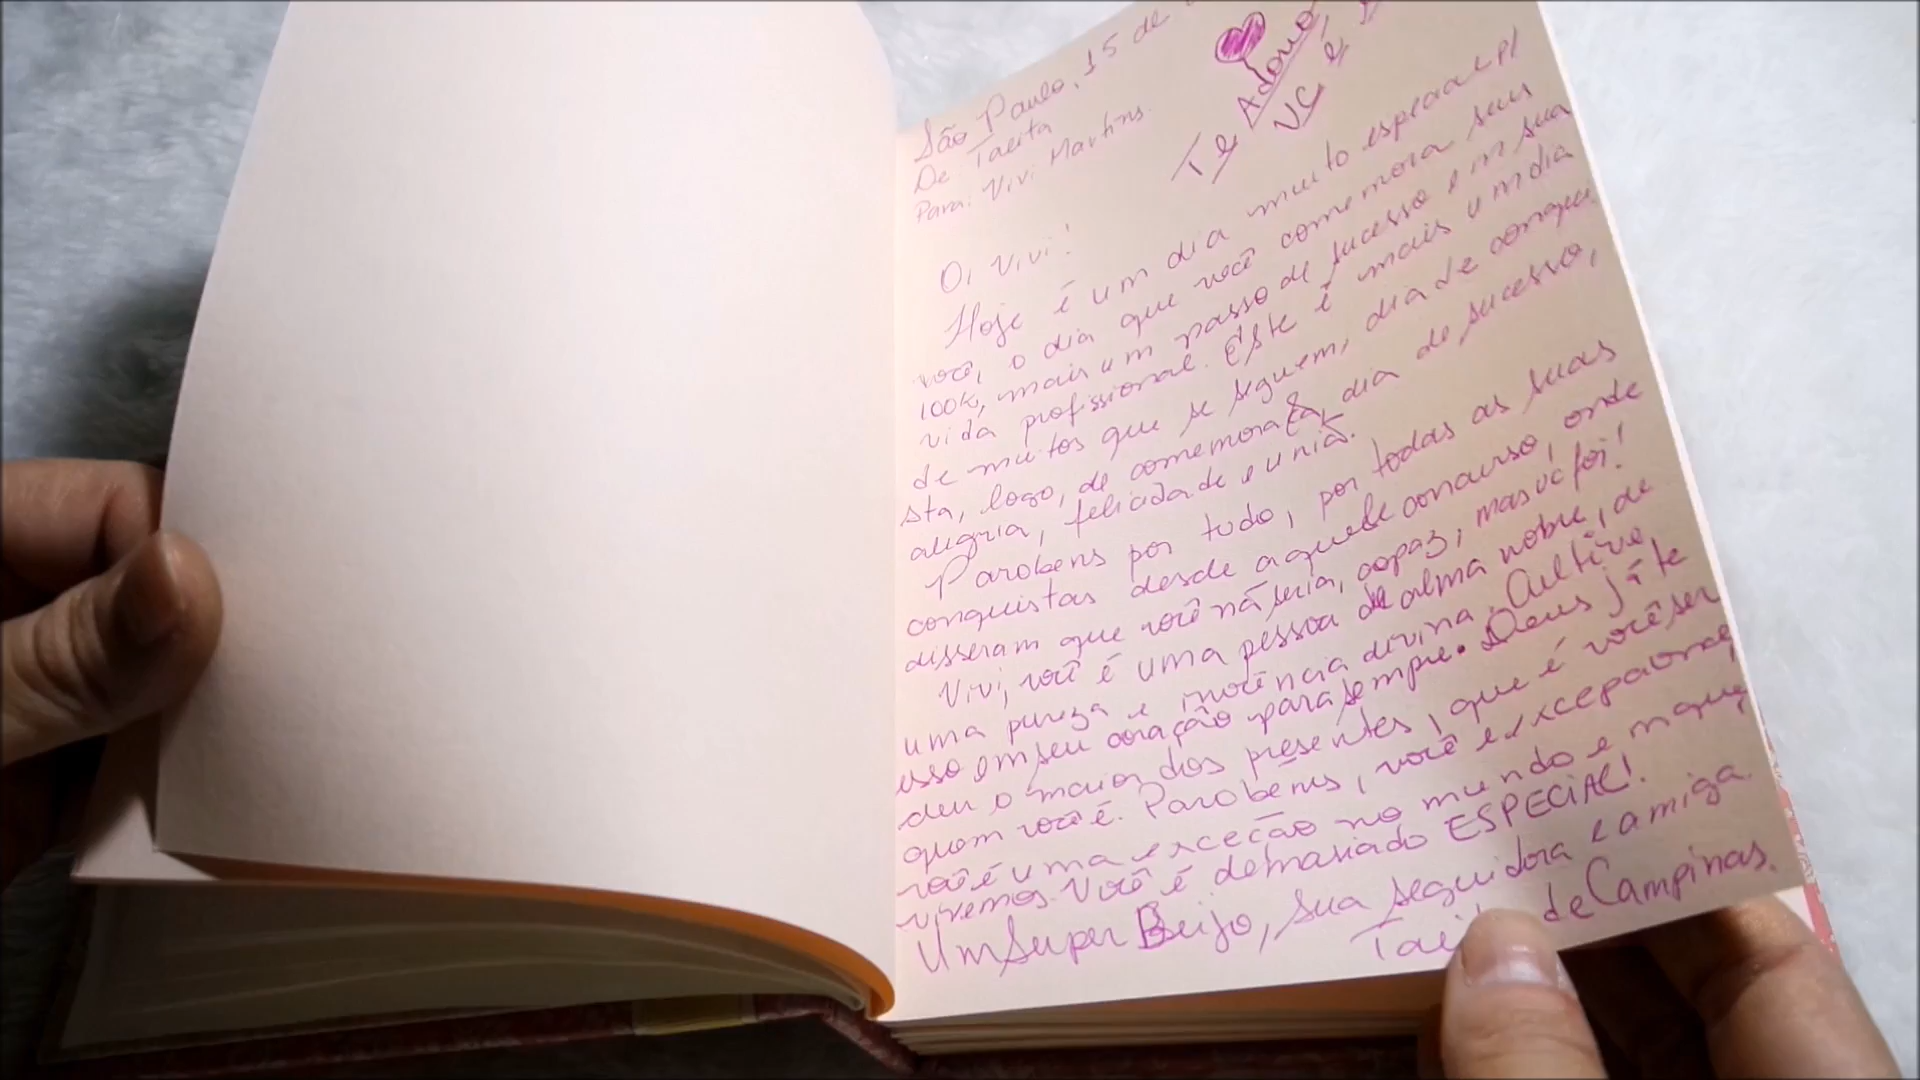 São Paulo, 15 de
De Tacita
Para: Vivi Martins.
Te Adoro,
Vc é
Oi Vivi!
Hoje é um dia muito especial p/
você, o dia que você comemora seus
100K, mais um passo de sucesso em sua
vida profissional. Este é mais um dia
de muitos que se seguem, dia de conqui
sta, logo, de comemorar, dia de sucesso,
alegria, felicidade e uniã.
Parabéns por tudo, por todas as suas
conquistas desde aquele concurso, onde
disseram que você nã seria, capaz, mas vc foi!
Vivi, você é uma pessoa de alma nobre, de
uma pureza e inocência divina. Cultive
isso em seu coração para sempre. Deus já te
deu o maior dos presentes, que é você ser
quem você é. Parabéns, você é excepcional,
você é uma exceção no mundo em que
vivemos. Você é demasiado ESPECIAL!
Um Super Beijo, sua seguidora e amiga.
de Campinas.